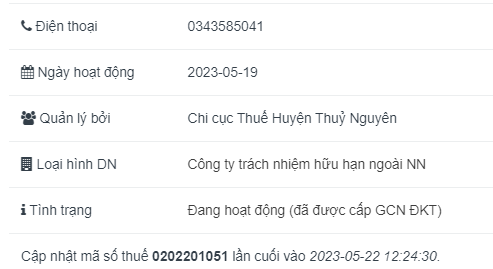 Điện thoại 0343585041
Ngày hoạt động 2023-05-19
Quản lý bởi Chi cục Thuế Huyện Thuỷ Nguyên
Loại hình DN Công ty trách nhiệm hữu hạn ngoài NN
Tình trạng Đang hoạt động (đã được cấp GCN ĐKT)
Cập nhật mã số thuế 0202201051 lần cuối vào 2023-05-22 12:24:30.